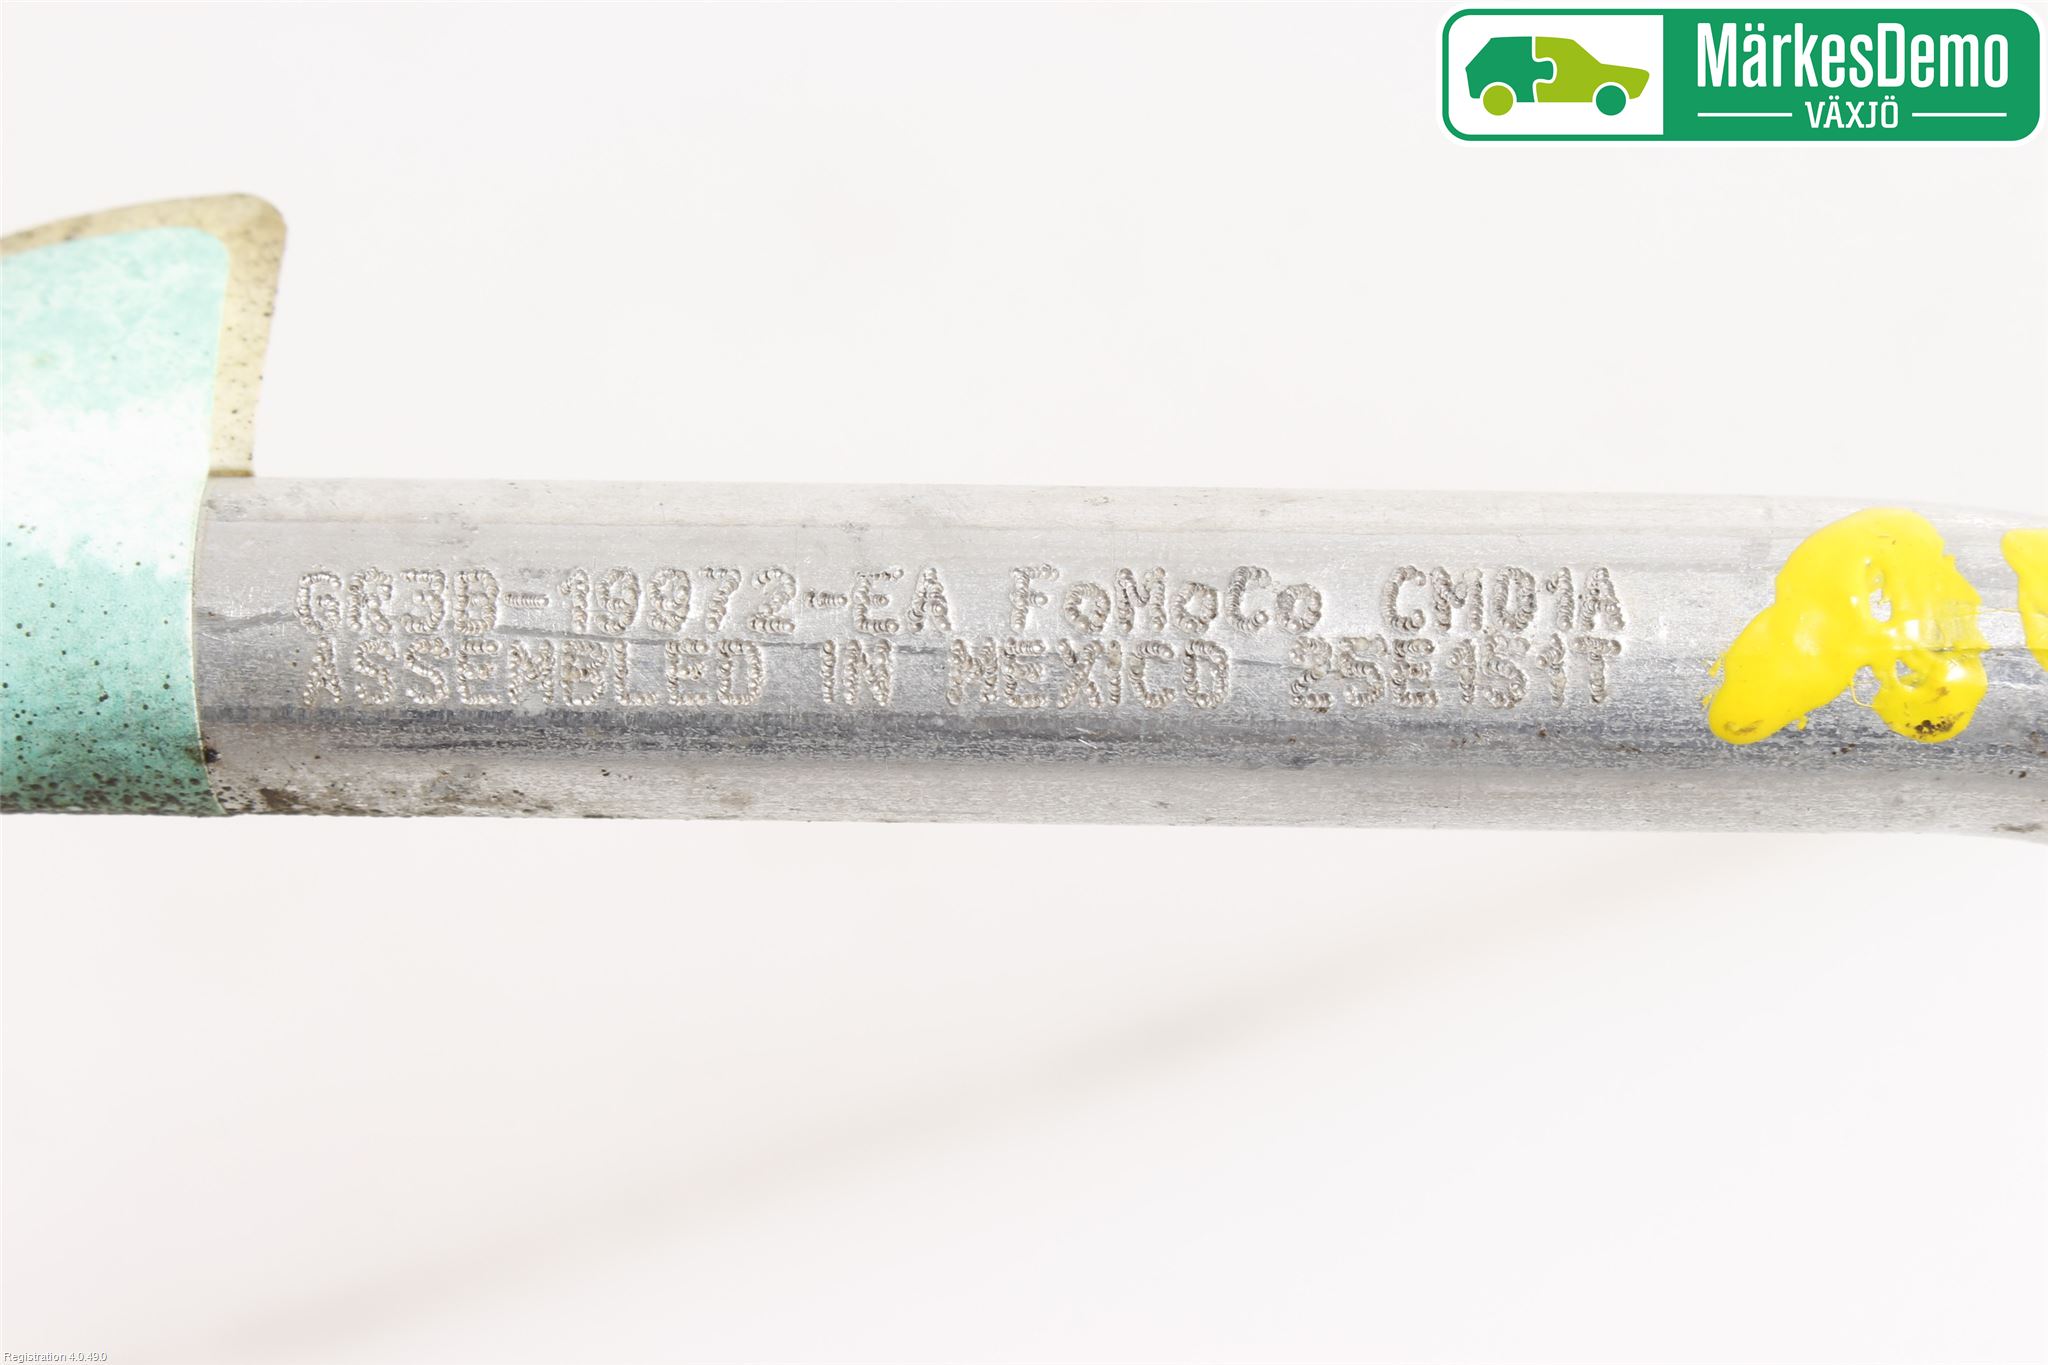 MärkesDemo
VÄXJÖ
GR3B-19972-EA FoMoCo CM01A
ASSEMBLED IN MEXICO 25E151T
Registration 4.0.49.0